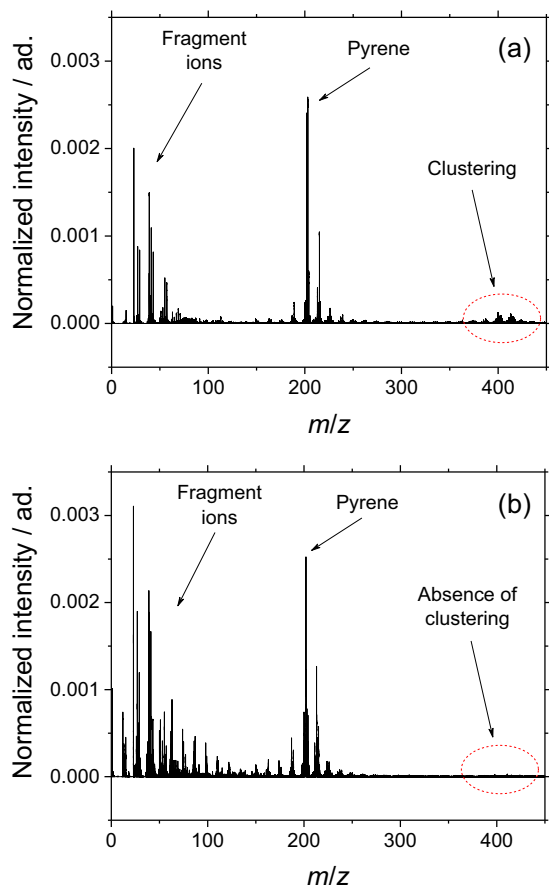 (a)
Fragment
ions
Pyrene
Clustering
0.003
0.002
0.001
0.000
Normalized intensity / ad.
0 100 200 300 400
m/z
(b)
Fragment
ions
Pyrene
Absence of
clustering
0.003
0.002
0.001
0.000
Normalized intensity / ad.
0 100 200 300 400
m/z